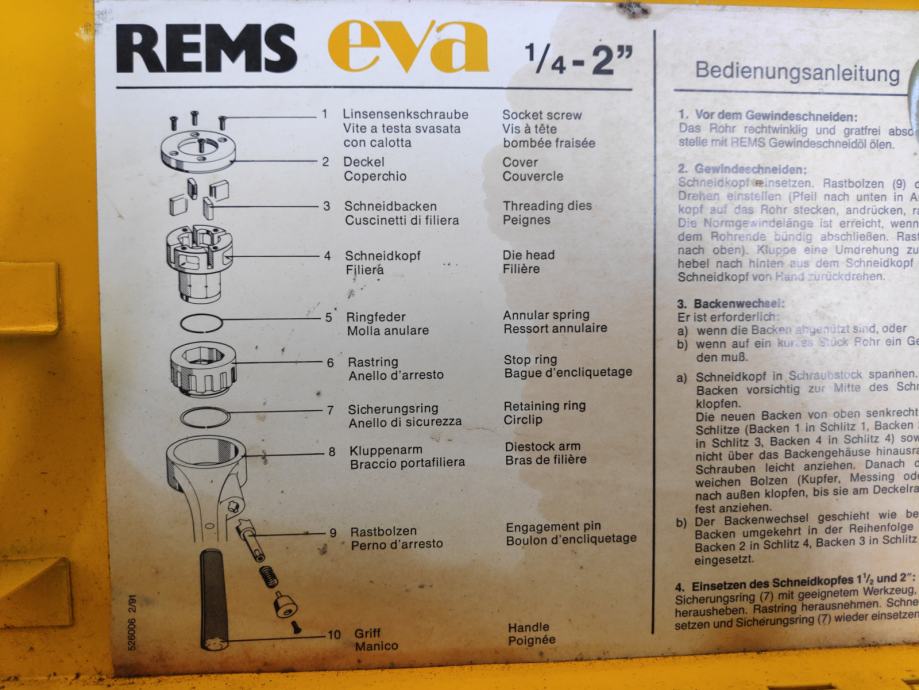 REMS eva 1/4 - 2”
1 Linsensenkschraube Socket screw
Vite a testa svasata Vis à tête
con calotta bombée fraisée
2 Deckel Cover
Coperchio Couvercle
3 Schneidbacken Threading dies
Cuscinetti di filiera Peignes
4 Schneidkopf Die head
Filiera Filière
5 Ringfeder Annular spring
Molla anulare Ressort annulaire
6 Rastring Stop ring
Anello d’arresto Bague d’encliquetage
7 Sicherungsring Retaining ring
Anello di sicurezza Circlip
8 Kluppenarm Diestock arm
Braccio portafiliera Bras de filière
9 Rastbolzen Engagement pin
Perno d’arresto Boulon d’encliquetage
10 Griff Handle
Manico Poignée
526006 2/91
Bedienungsanleitung
1. Vor dem Gewindeschneiden:
Das Rohr rechtwinklig und gratfrei
stelle mit REMS Gewindeschneidöl ölen.
2. Gewindeschneiden:
Schneidkopf einsetzen. Rastbolzen (9)
Drehen einstellen (Pfeil nach unten in
kopf auf das Rohr stecken, andrücken,
Die Normgewindelänge ist erreicht, wenn
dem Rohrende bündig abschließen.
nach oben). Kluppe eine Umdrehung
hebel nach hinten aus dem Schneidkopf
Schneidkopf von Hand zurückdrehen.
3. Backenwechsel:
Er ist erforderlich:
a) wenn die Backen abgenützt sind, oder
b) wenn auf ein kurzes Stück Rohr ein
den muß.
a) Schneidkopf in Schraubstock spannen.
Backen vorsichtig zur Mitte des
klopfen.
Die neuen Backen von oben
Schlitze (Backen 1 in Schlitz 1, Backen
in Schlitz 3, Backen 4 in Schlitz 4)
nicht über das Backengehäuse
Schrauben leicht anziehen. Danach
weichen Bolzen (Kupfer, Messing
nach außen klopfen, bis sie am
fest anziehen.
b) Der Backenwechsel geschieht wie
Backen umgekehrt in der Reihenfolge
Backen 2 in Schlitz 4, Backen 3 in Schlitz
eingesetzt.
4. Einsetzen des Schneidkopfes 1 1/2 und 2”:
Sicherungsring (7) mit geeignetem Werkzeug,
herausheben. Rastring herausnehmen.
setzen und Sicherungsring (7) wieder einsetzen